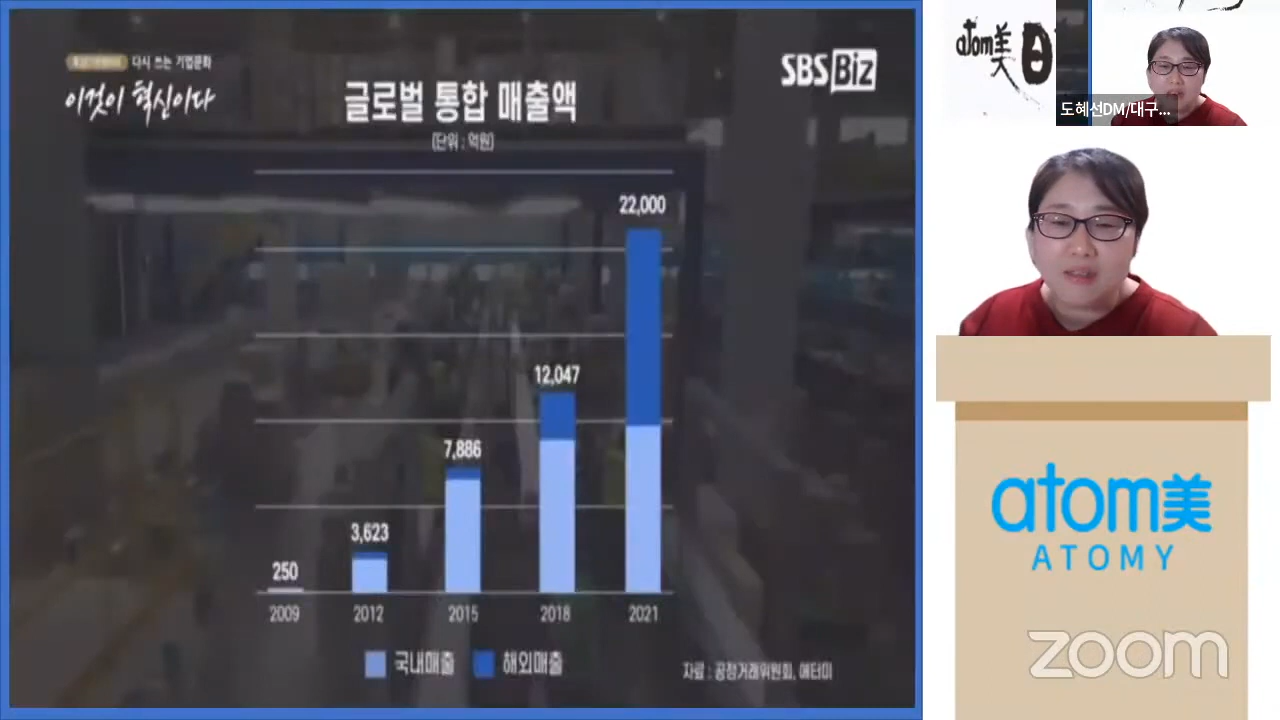 다시 쓰는 기업문화
이것이 혁신이다
글로벌 통합 매출액
(단위 : 억원)
SBS Biz
22,000
12,047
7,886
3,623
250
2009 2012 2015 2018 2021
국내매출 해외매출
자료 : 공정거래위원회, 애터미
atom美
도혜선DM/대구...
atom美
ATOMY
zoom